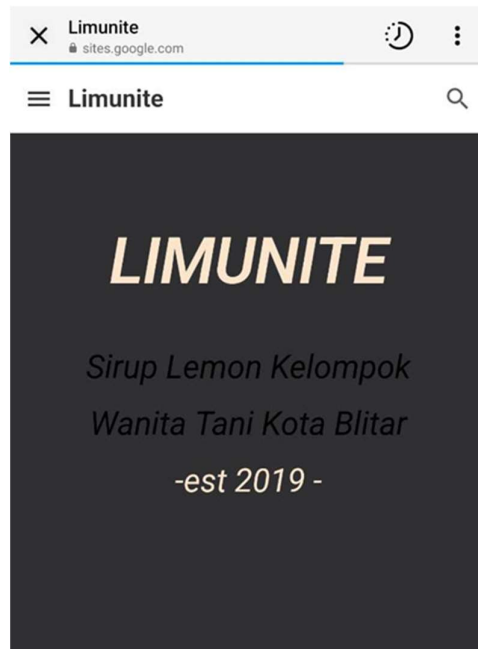 Limunite
sites.google.com
Limunite
LIMUNITE
Sirup Lemon Kelompok
Wanita Tani Kota Blitar
-est 2019 -